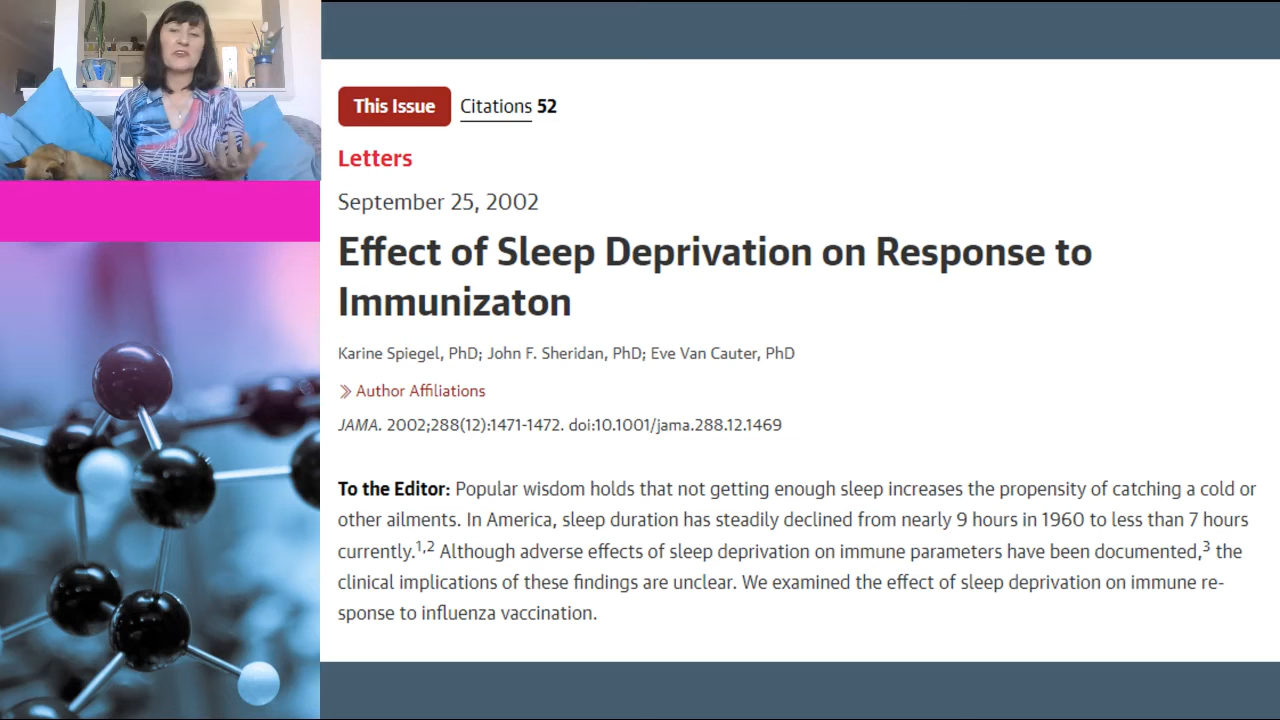 This Issue Citations 52
Letters
September 25, 2002
Effect of Sleep Deprivation on Response to
Immunizaton
Karine Spiegel, PhD; John F. Sheridan, PhD; Eve Van Cauter, PhD
Author Affiliations
JAMA. 2002;288(12):1471-1472. doi:10.1001/jama.288.12.1469
To the Editor: Popular wisdom holds that not getting enough sleep increases the propensity of catching a cold or
other ailments. In America, sleep duration has steadily declined from nearly 9 hours in 1960 to less than 7 hours
currently.1,2 Although adverse effects of sleep deprivation on immune parameters have been documented,3 the
clinical implications of these findings are unclear. We examined the effect of sleep deprivation on immune re-
sponse to influenza vaccination.